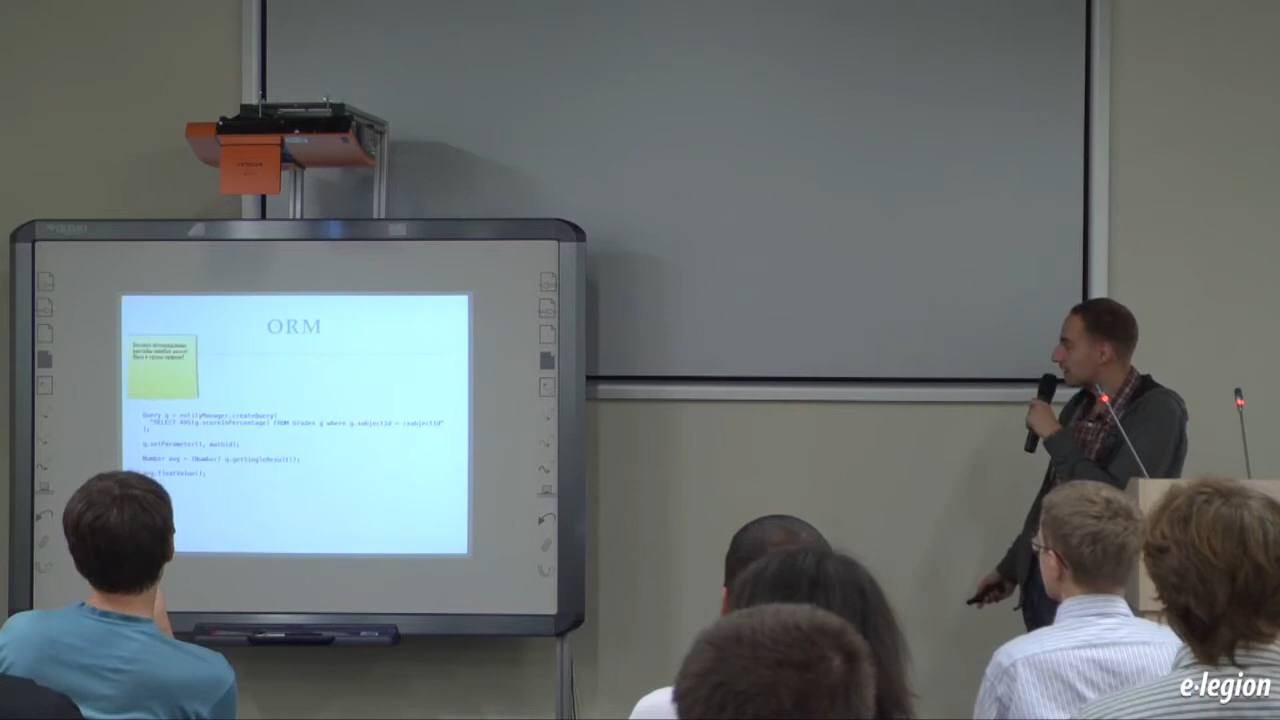 ORM
Query q = entityManager.createQuery(
"SELECT AVG(g.scoreInPercentage) FROM Grades g where g.subjectId = :subjectId"
);
q.setParameter(1, mathId);
Number avg = (Number) q.getSingleResult();
avg.floatValue();
e·legion